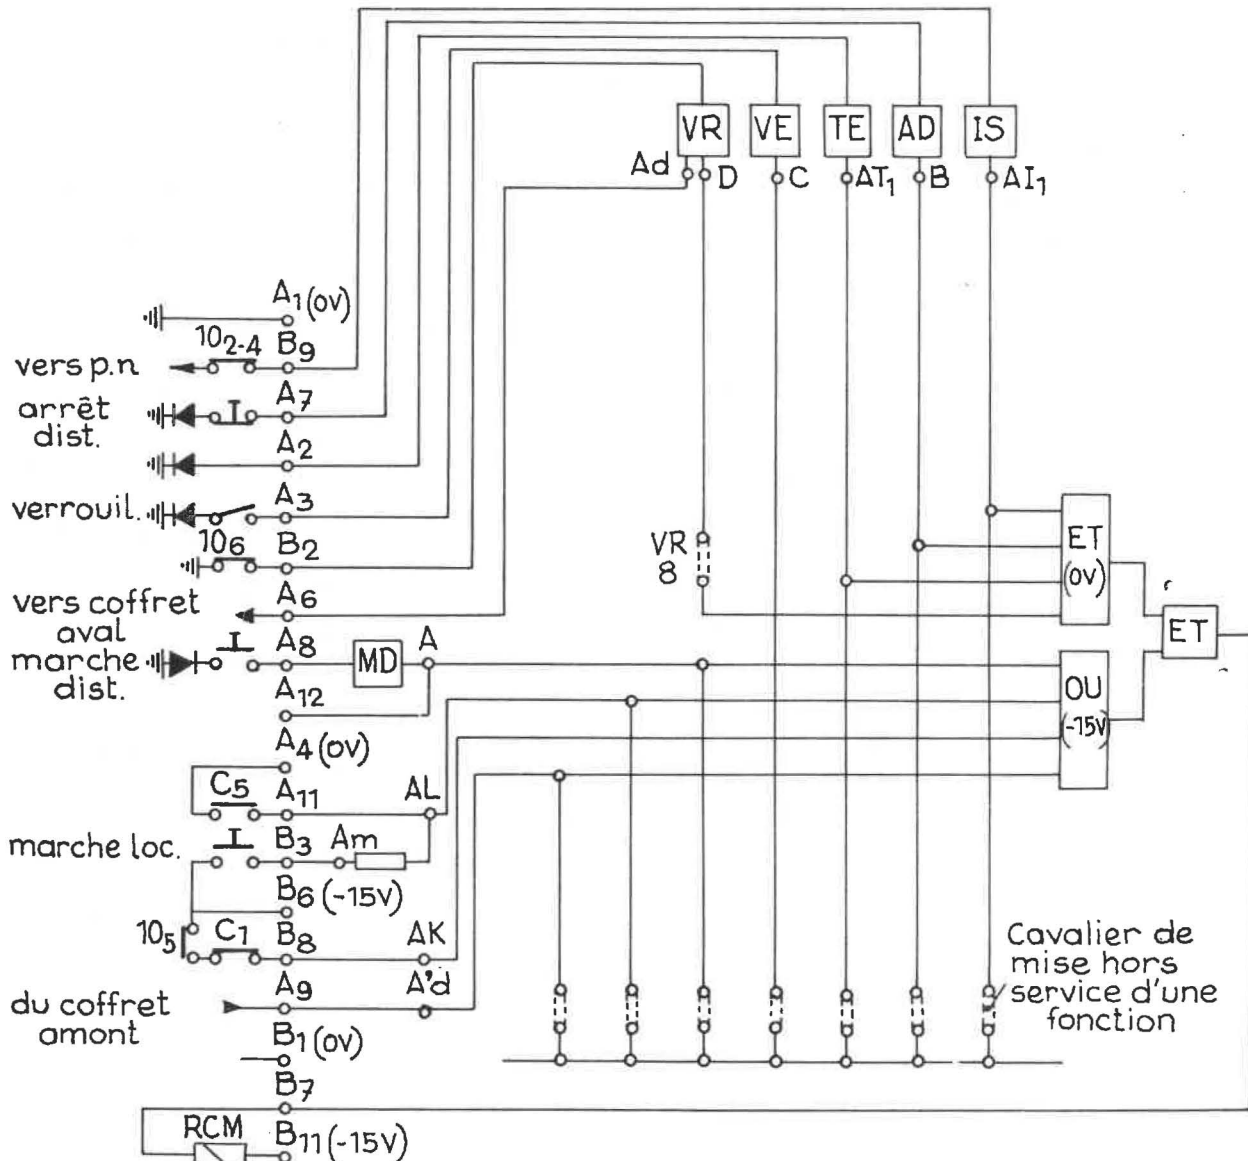 VR VE TE AD IS
Ad D C AT1 B AI1
A1 (0V)
102-4 B9
vers p.n
A7
arrêt
dist.
A2
A3
verrouil.
106 B2
VR
8
ET
(0V)
A6
vers coffret
aval
A8 MD A
marche
dist.
ET
OU
(-15V)
A12
A4 (0V)
C5 A11 AL
marche loc.
B3 Am
B6 (-15V)
105 C1 B8 AK
A9 A'd
du coffret
amont
Cavalier de
mise hors
service d'une
fonction
B1 (0V)
B7
RCM B11 (-15V)